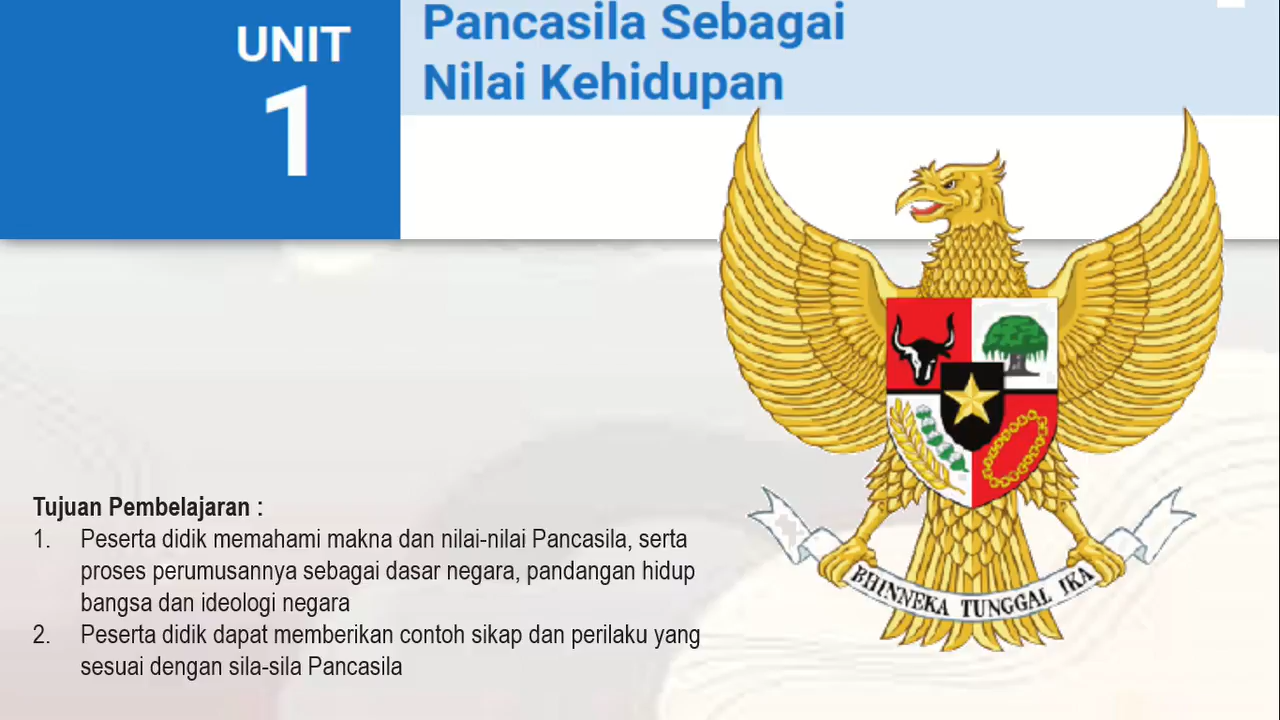 UNIT
1
Pancasila Sebagai
Nilai Kehidupan
BHINNEKA TUNGGAL IKA
Tujuan Pembelajaran :
1. Peserta didik memahami makna dan nilai-nilai Pancasila, serta
proses perumusannya sebagai dasar negara, pandangan hidup
bangsa dan ideologi negara
2. Peserta didik dapat memberikan contoh sikap dan perilaku yang
sesuai dengan sila-sila Pancasila